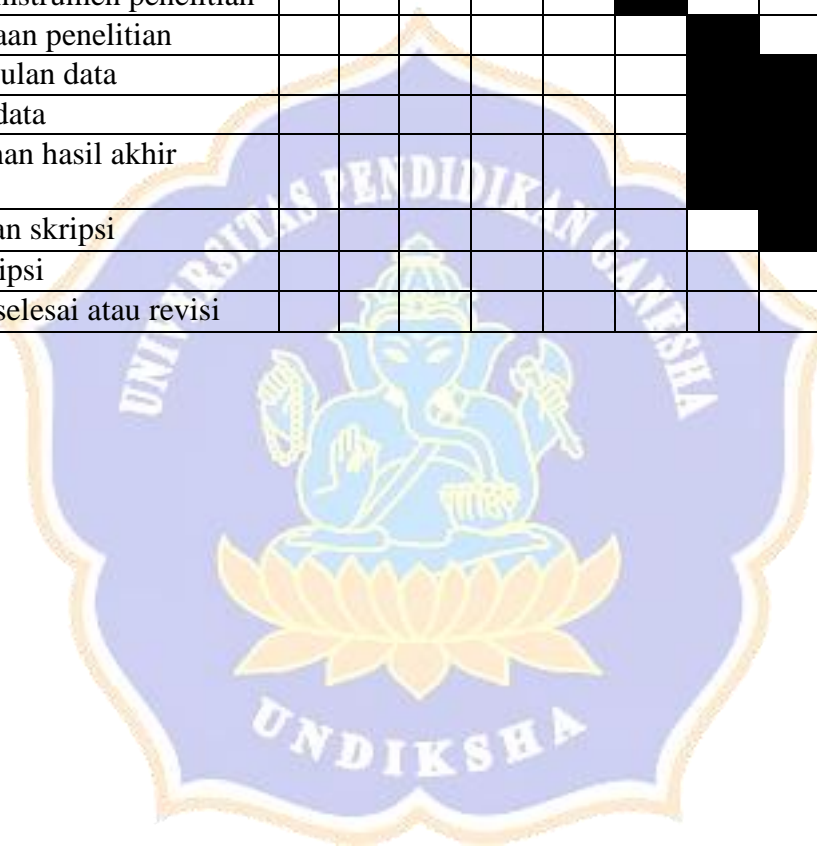 instrumen penelitian
aan penelitian
ulan data
data
nan hasil akhir
an skripsi
ipsi
selesai atau revisi
UNIVERSITAS PENDIDIKAN GANESHA
UNDIKSHA